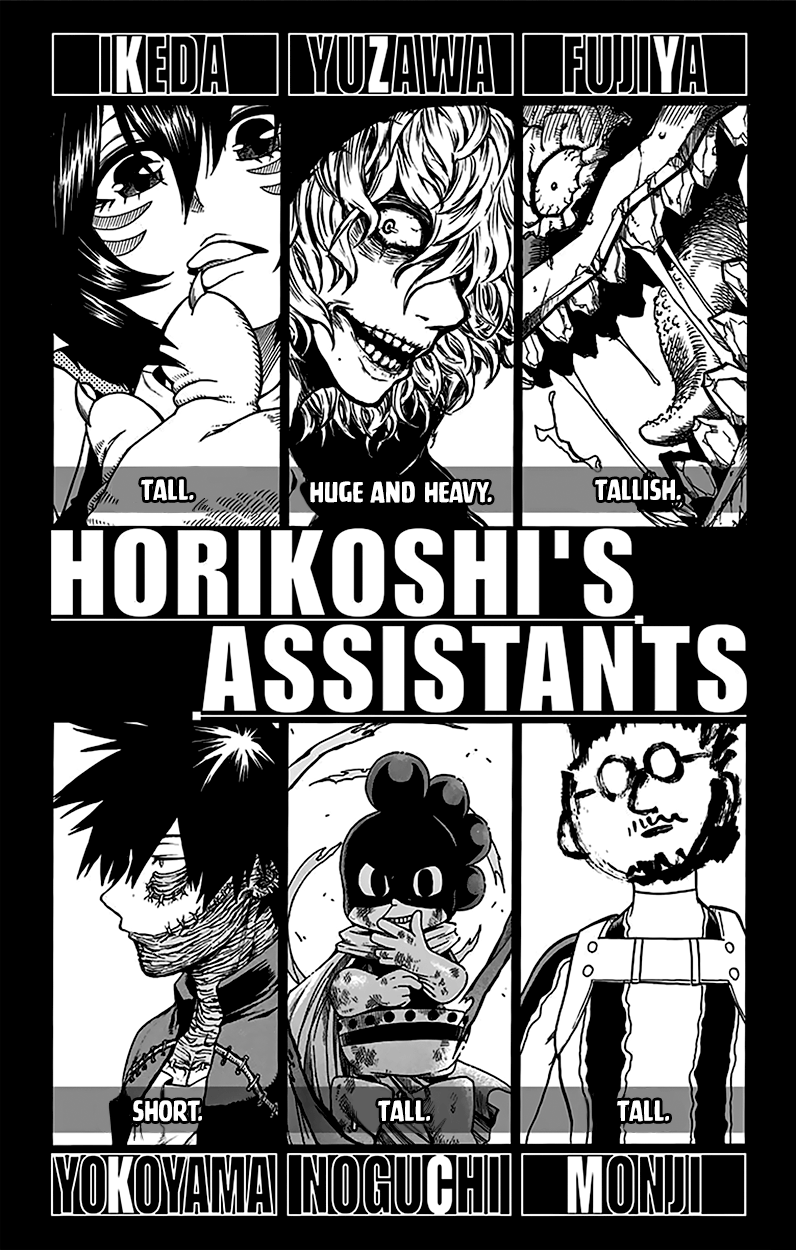 IKEDA YUZAWA FUJIYA
TALL. HUGE AND HEAVY. TALLISH.
HORIKOSHI'S
ASSISTANTS
SHORT. TALL. TALL.
YOKOYAMA NOGUCHI MONJI